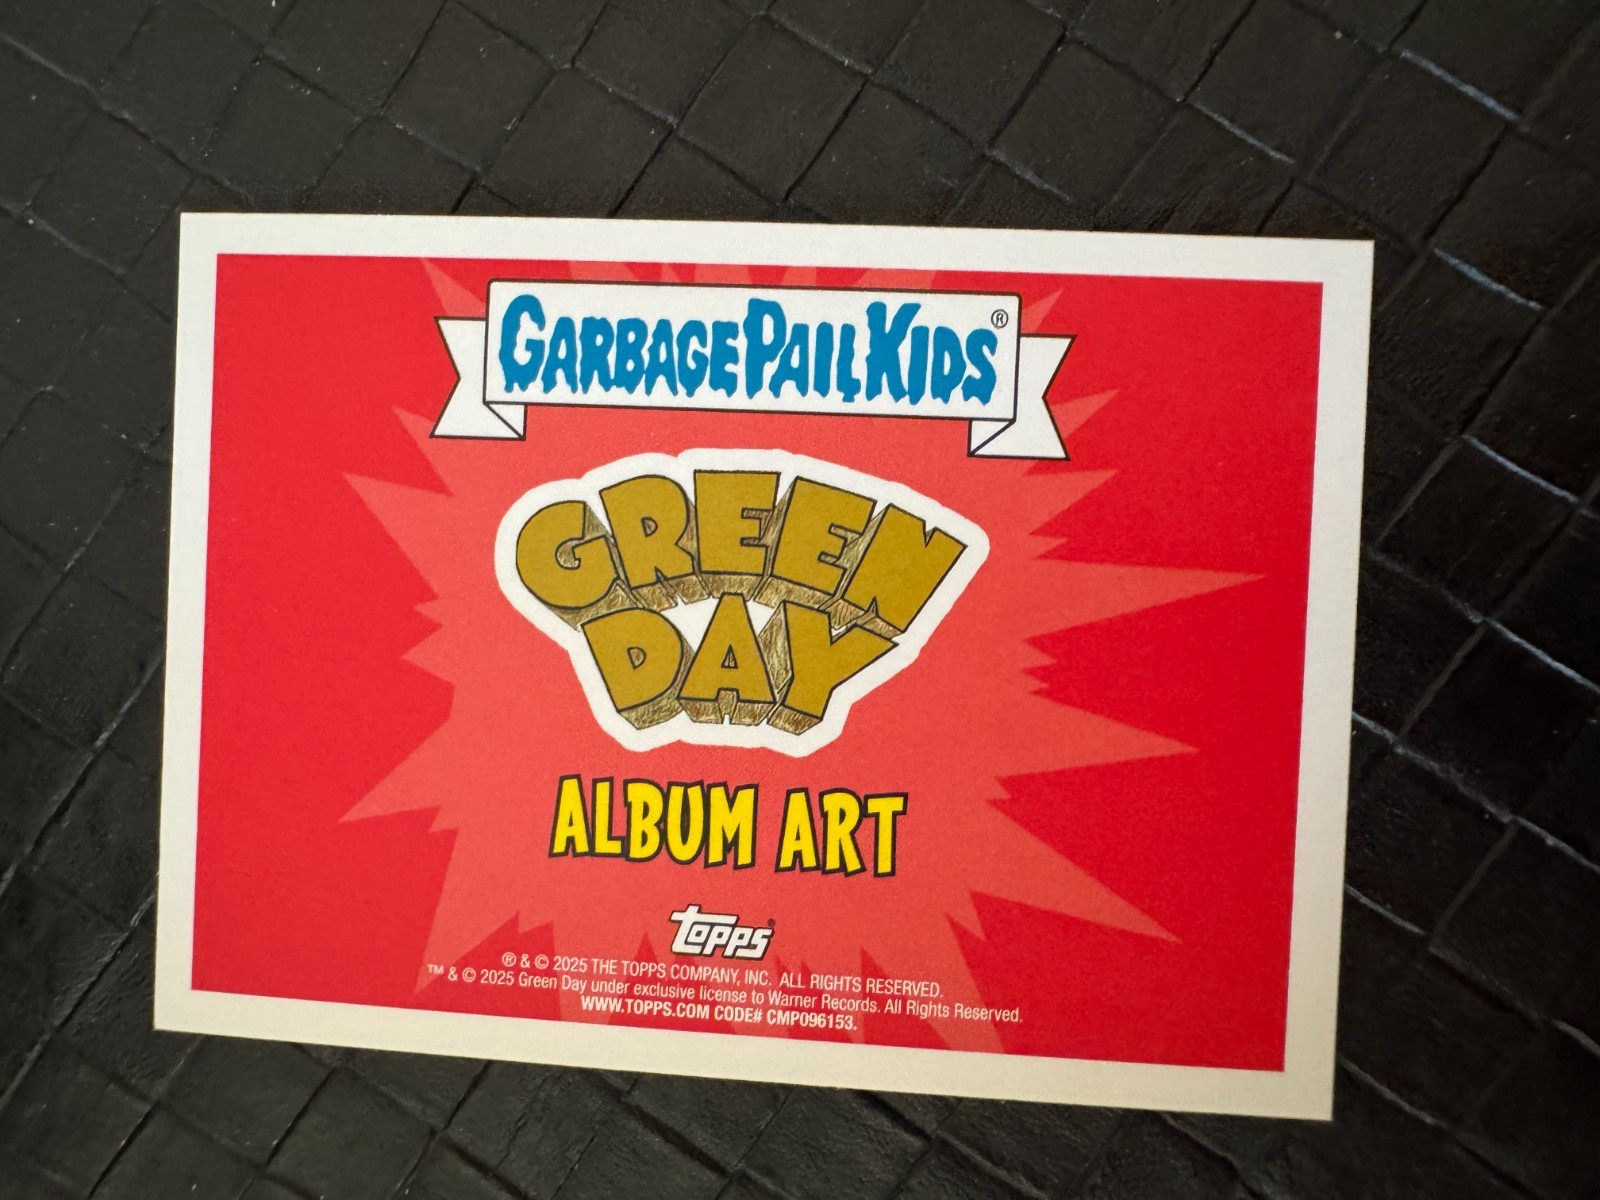 GARBAGE PAIL KIDS®
GREEN
DAY
ALBUM ART
topps®
® & © 2025 THE TOPPS COMPANY, INC. ALL RIGHTS RESERVED.
™ & © 2025 Green Day under exclusive license to Warner Records. All Rights Reserved.
WWW.TOPPS.COM CODE# CMP096153.